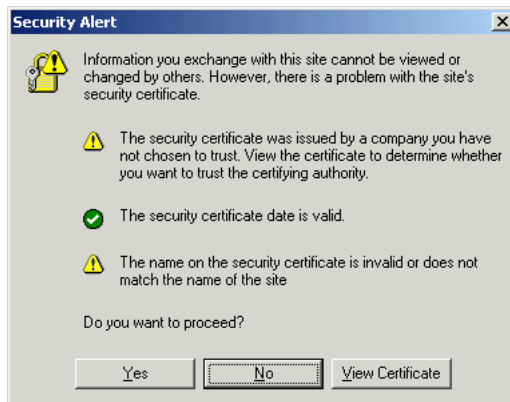 Security Alert
Information you exchange with this site cannot be viewed or
changed by others. However, there is a problem with the site's
security certificate.
The security certificate was issued by a company you have
not chosen to trust. View the certificate to determine whether
you want to trust the certifying authority.
The security certificate date is valid.
The name on the security certificate is invalid or does not
match the name of the site
Do you want to proceed?
Yes No View Certificate